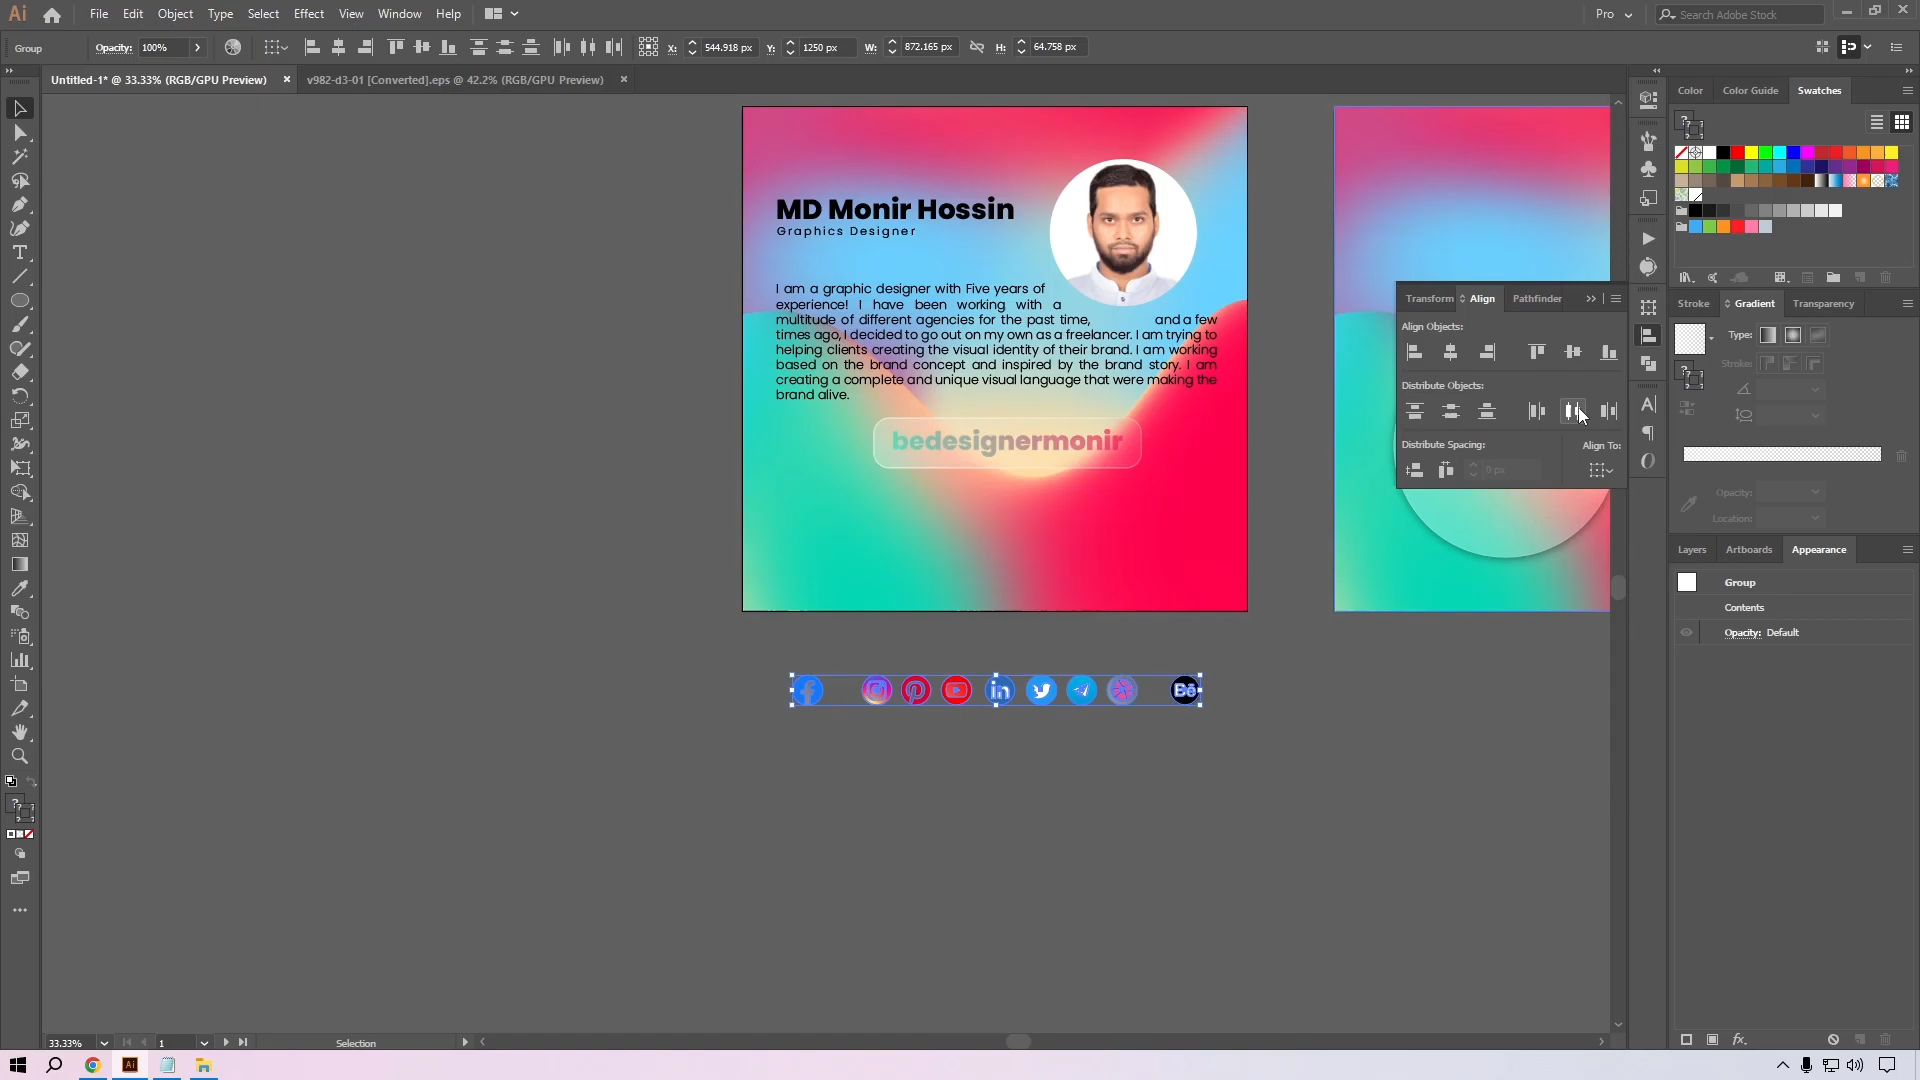 Ai
File Edit Object Type Select Effect View Window Help
Pro
Search Adobe Stock
Group
Opacity: 100%
X: 544.918 px
Y: 1250 px
W: 872.165 px
H: 64.758 px
Untitled-1* @ 33.33% (RGB/GPU Preview)
v982-d3-01 [Converted].eps @ 42.2% (RGB/GPU Preview)
Color Color Guide Swatches
MD Monir Hossin
Graphics Designer
I am a graphic designer with Five years of
experience! I have been working with a
multitude of different agencies for the past time, and a few
times ago, I decided to go out on my own as a freelancer. I am trying to
helping clients creating the visual identity of their brand. I am working
based on the brand concept and inspired by the brand story. I am
creating a complete and unique visual language that were making the
brand alive.
bedesignermonir
in
Bē
Transform Align Pathfinder
Align Objects:
Distribute Objects:
Distribute Spacing:
Align To:
0 px
Stroke Gradient Transparency
Type:
Stroke:
Opacity:
Location:
Layers Artboards Appearance
Group
Contents
Opacity: Default
33.33%
1
Selection
Ai